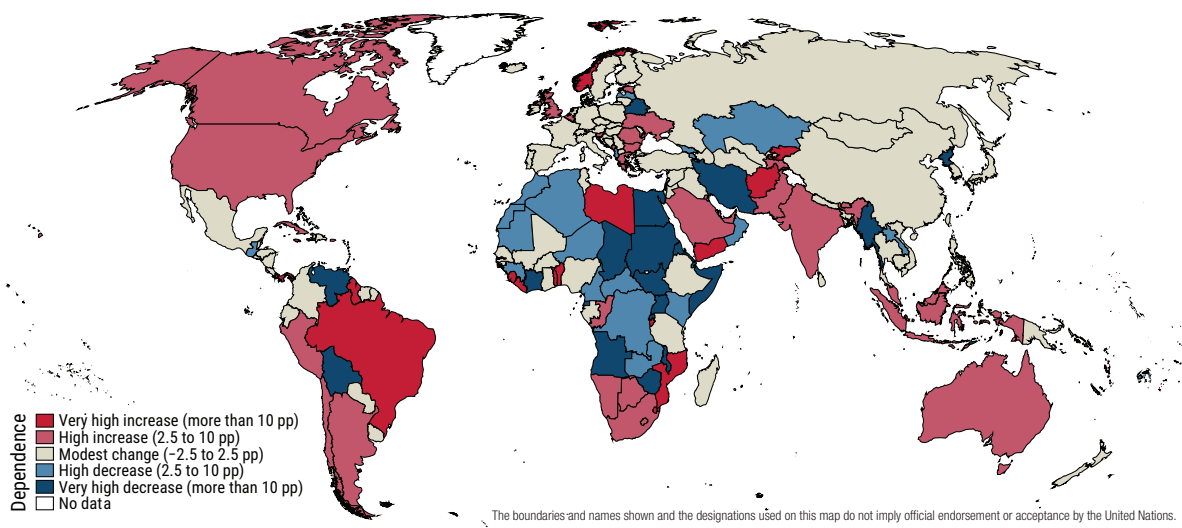 Dependence
Very high increase (more than 10 pp)
High increase (2.5 to 10 pp)
Modest change (−2.5 to 2.5 pp)
High decrease (2.5 to 10 pp)
Very high decrease (more than 10 pp)
No data
The boundaries and names shown and the designations used on this map do not imply official endorsement or acceptance by the United Nations.